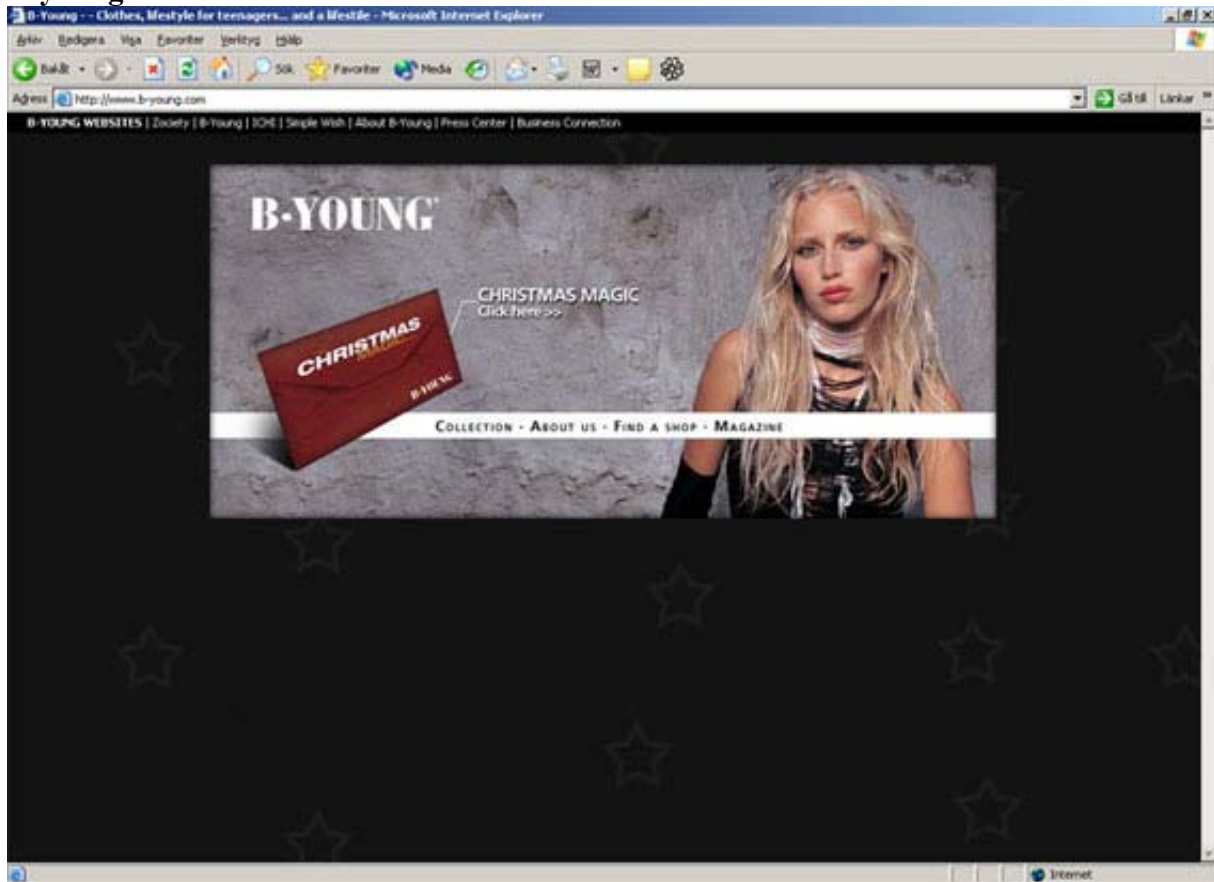 B-Young - - Clothes, lifestyle for teenagers... and a lifestile - Microsoft Internet Explorer
Arkiv Redigera Visa Favoriter Verktyg Hjälp
Bakåt Sök Favoriter Media
Adress http://www.b-young.com Gå till Länkar
B-YOUNG WEBSITES | Zociety | B-Young | ICHI | Simple Wish | About B-Young | Press Center | Business Connection
B-YOUNG
CHRISTMAS MAGIC
Click here >>
CHRISTMAS
B-YOUNG
COLLECTION - ABOUT US - FIND A SHOP - MAGAZINE
Internet